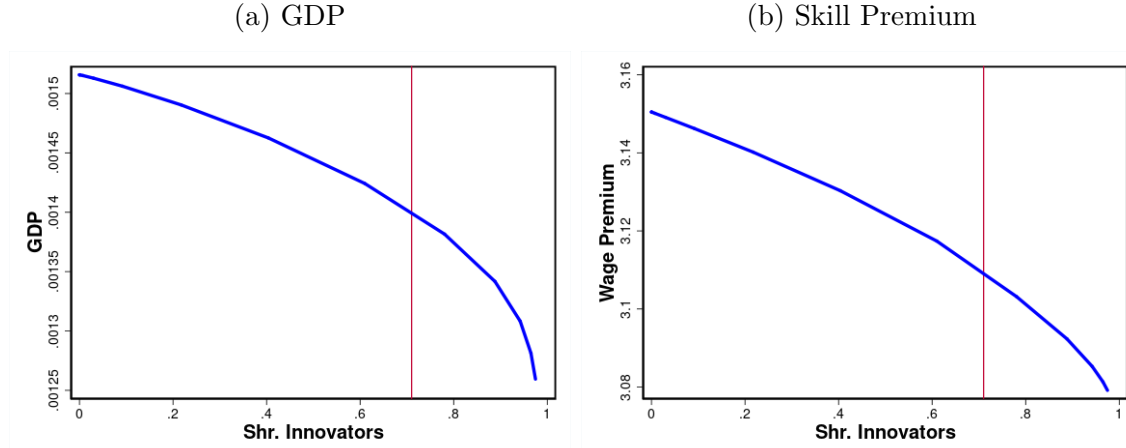 (a) GDP
(b) Skill Premium
GDP
.0015
.00145
.0014
.00135
.0013
.00125
0 .2 .4 .6 .8 1
Shr. Innovators
Wage Premium
3.16
3.14
3.12
3.1
3.08
0 .2 .4 .6 .8 1
Shr. Innovators